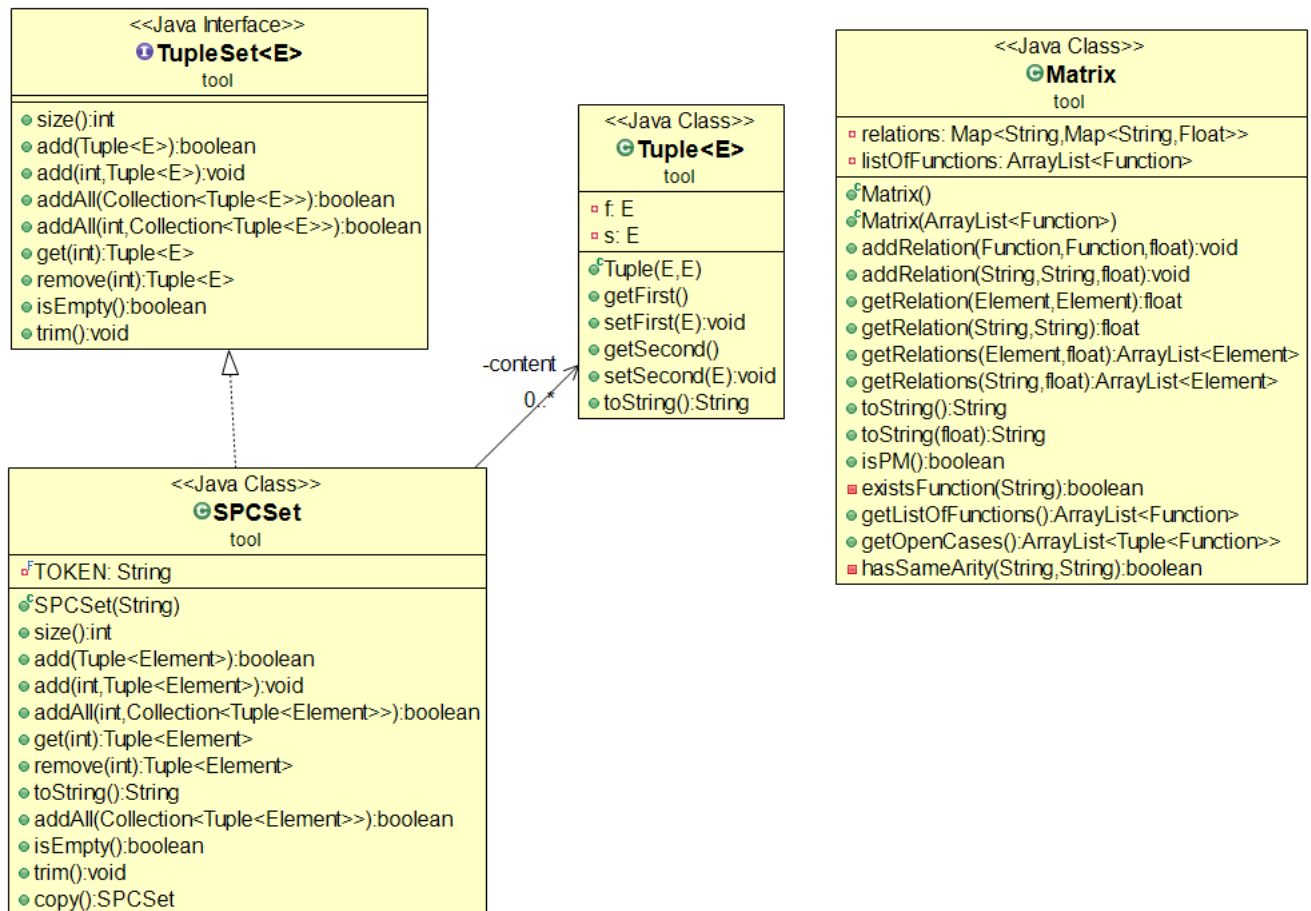 <<Java Interface>>
TupleSet<E>
tool
size():int
add(Tuple<E>):boolean
add(int,Tuple<E>):void
addAll(Collection<Tuple<E>>):boolean
addAll(int,Collection<Tuple<E>>):boolean
get(int):Tuple<E>
remove(int):Tuple<E>
isEmpty():boolean
trim():void
<<Java Class>>
Tuple<E>
tool
f: E
s: E
Tuple(E,E)
getFirst()
setFirst(E):void
getSecond()
setSecond(E):void
toString():String
-content
0..*
<<Java Class>>
Matrix
tool
relations: Map<String,Map<String,Float>>
listOfFunctions: ArrayList<Function>
Matrix()
Matrix(ArrayList<Function>)
addRelation(Function,Function,float):void
addRelation(String,String,float):void
getRelation(Element,Element):float
getRelation(String,String):float
getRelations(Element,float):ArrayList<Element>
getRelations(String,float):ArrayList<Element>
toString():String
toString(float):String
isPM():boolean
existsFunction(String):boolean
getListOfFunctions():ArrayList<Function>
getOpenCases():ArrayList<Tuple<Function>>
hasSameArity(String,String):boolean
<<Java Class>>
SPCSet
tool
TOKEN: String
SPCSet(String)
size():int
add(Tuple<Element>):boolean
add(int,Tuple<Element>):void
addAll(int,Collection<Tuple<Element>>):boolean
get(int):Tuple<Element>
remove(int):Tuple<Element>
toString():String
addAll(Collection<Tuple<Element>>):boolean
isEmpty():boolean
trim():void
copy():SPCSet